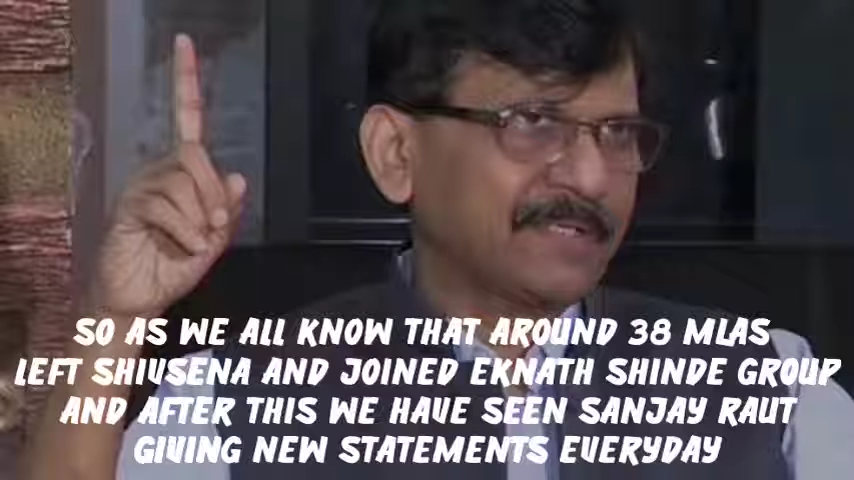 SO AS WE ALL KNOW THAT AROUND 38 MLAS
LEFT SHIVSENA AND JOINED EKNATH SHINDE GROUP
AND AFTER THIS WE HAVE SEEN SANJAY RAUT
GIVING NEW STATEMENTS EVERYDAY